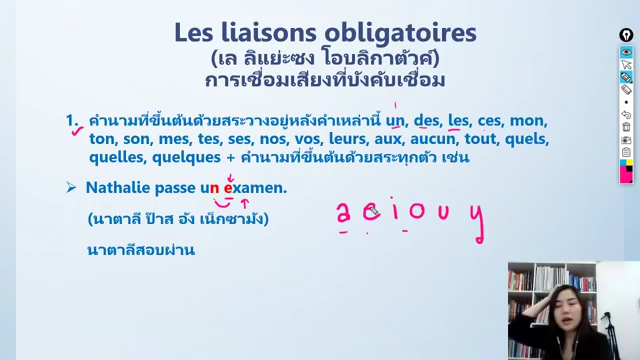 Les liaisons obligatoires
(เล ลิแย่ะซง โอบลิกาตัวค์)
การเชื่อมเสียงที่บังคับเชื่อม
1. คำนามที่ขึ้นต้นด้วยสระวางอยู่หลังคำเหล่านี้ un, des, les, ces, mon,
ton, son, mes, tes, ses, nos, vos, leurs, aux, aucun, tout, quels,
quelles, quelques + คำนามที่ขึ้นต้นด้วยสระทุกตัว เช่น
➢ Nathalie passe un examen.
(นาตาลี ป๊าส อัง เน็กซามัง)
a e i o u y
นาตาลีสอบผ่าน